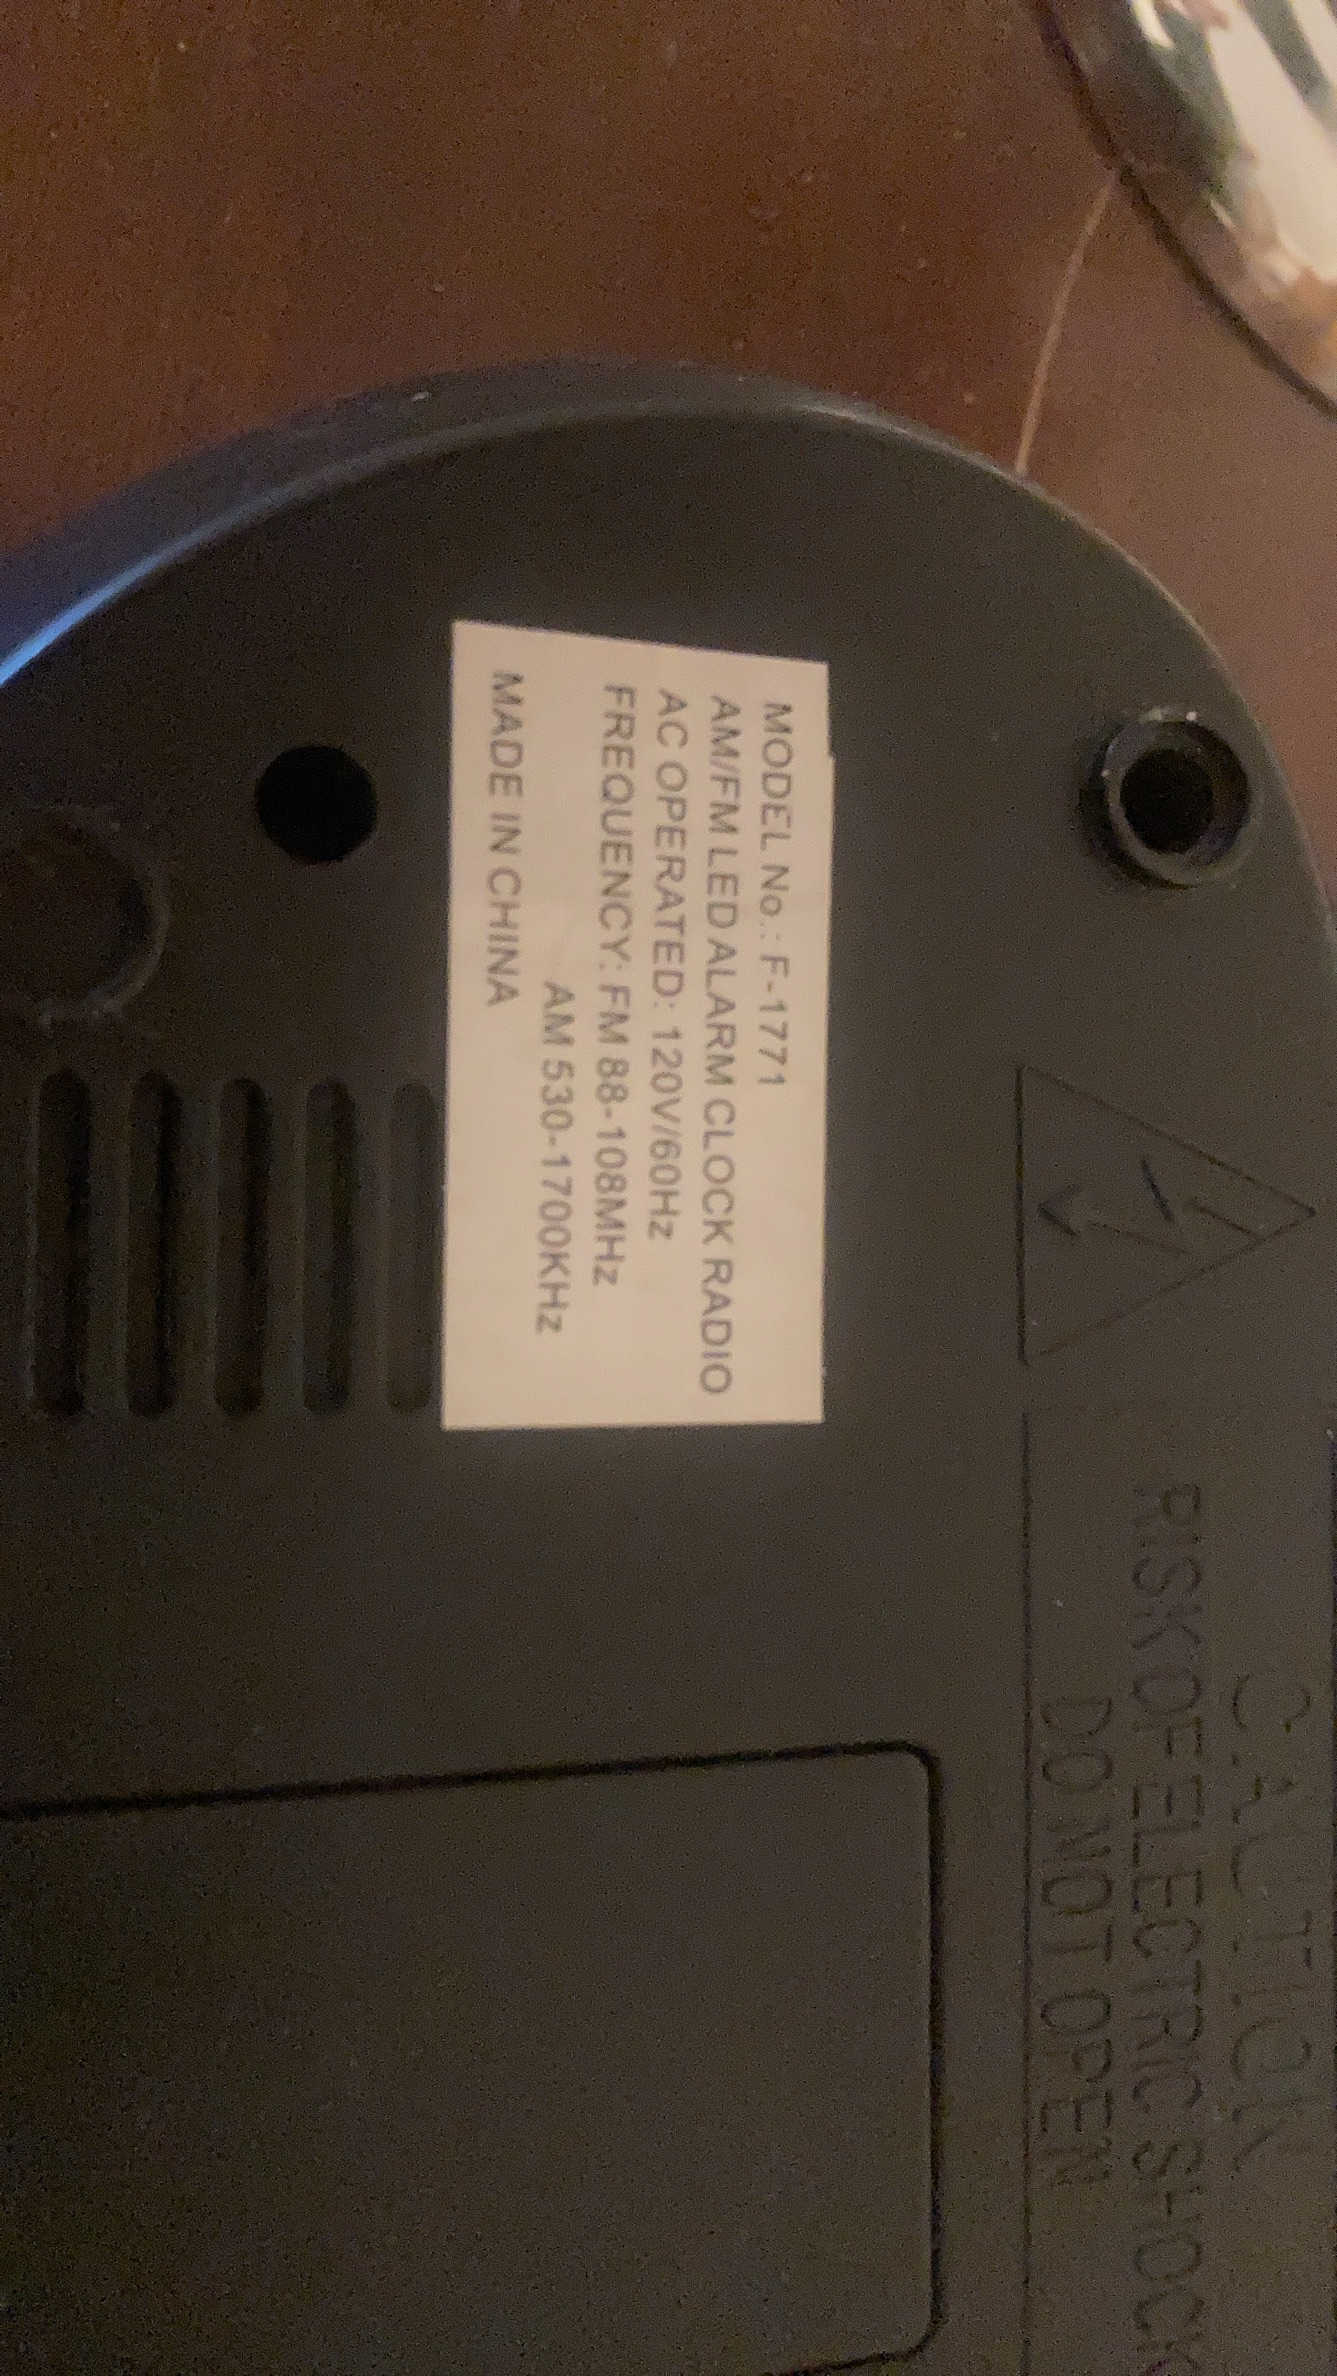 MODEL No.: F-1771
AM/FM LED ALARM CLOCK RADIO
AC OPERATED: 120V/60Hz
FREQUENCY: FM 88-108MHz
AM 530-1700KHz
MADE IN CHINA
CAUTION
RISK OF ELECTRIC SHOCK
DO NOT OPEN